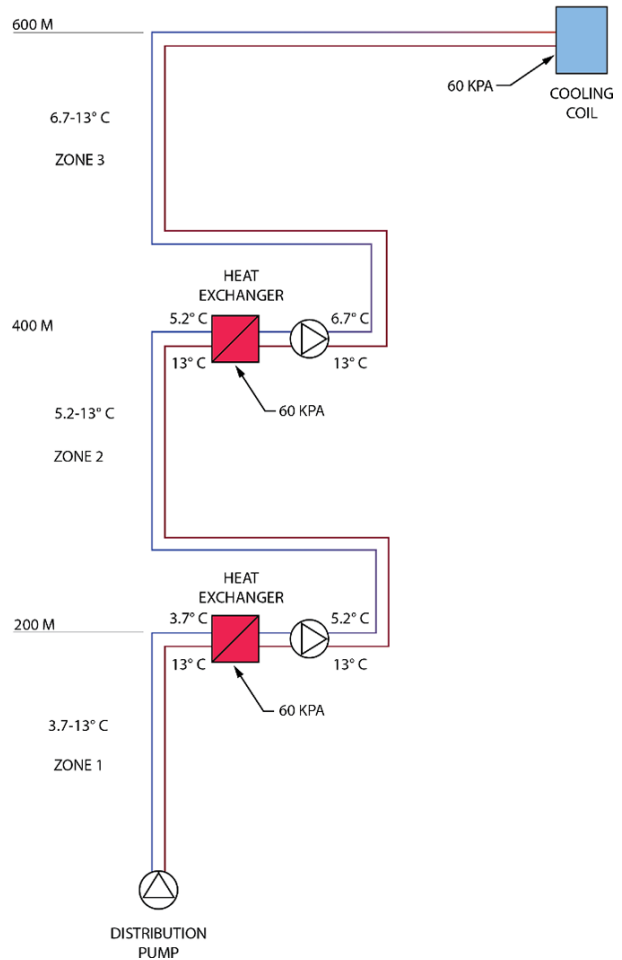 600 M
60 KPA
COOLING
COIL
6.7-13° C
ZONE 3
HEAT
EXCHANGER
5.2° C
6.7° C
400 M
13° C
13° C
60 KPA
5.2-13° C
ZONE 2
HEAT
EXCHANGER
3.7° C
5.2° C
200 M
13° C
13° C
60 KPA
3.7-13° C
ZONE 1
DISTRIBUTION
PUMP